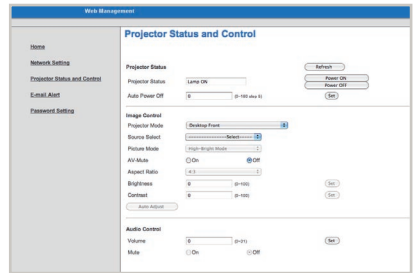 Web Management
Projector Status and Control
Home
Network Setting
Projector Status and Control
E-mail Alert
Password Setting
Projector Status
Refresh
Projector Status Lamp ON Power ON
Power OFF
Auto Power Off 0 (0~100 step 5) Set
Image Control
Projector Mode Desktop Front
Source Select --------------------Select---------
Picture Mode High-Bright Mode
AV-Mute On Off
Aspect Ratio 4:3
Brightness 0 (0~100) Set
Contrast 0 (0~100) Set
Auto Adjust
Audio Control
Volume 0 (0~31) Set
Mute On Off